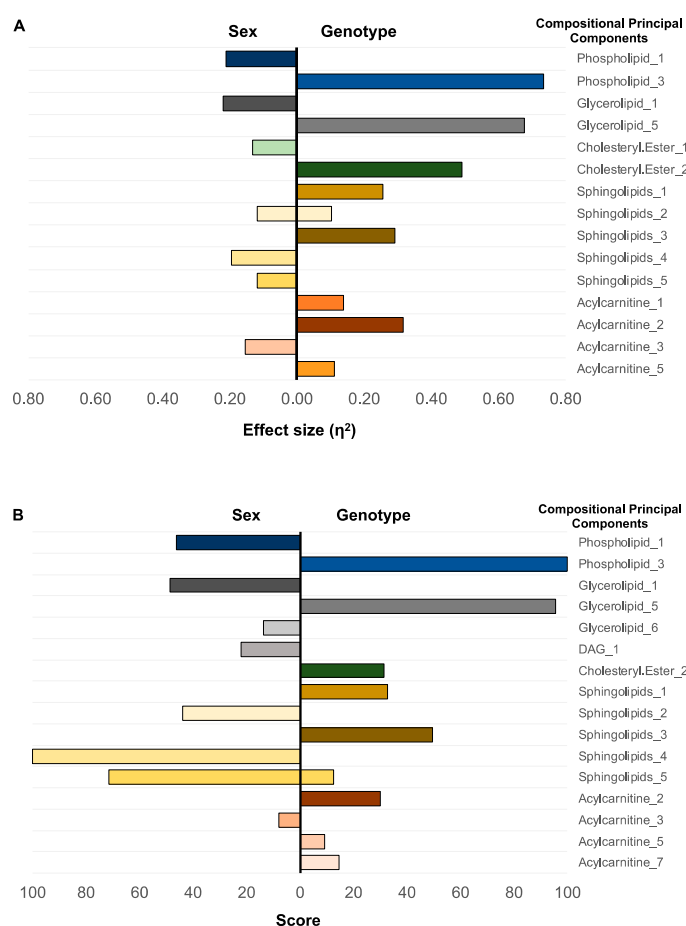 A
Sex
Genotype
Compositional Principal
Components
Phospholipid_1
Phospholipid_3
Glycerolipid_1
Glycerolipid_5
Cholesteryl.Ester_1
Cholesteryl.Ester_2
Sphingolipids_1
Sphingolipids_2
Sphingolipids_3
Sphingolipids_4
Sphingolipids_5
Acylcarnitine_1
Acylcarnitine_2
Acylcarnitine_3
Acylcarnitine_5
0.80 0.60 0.40 0.20 0.00 0.20 0.40 0.60 0.80
Effect size (η²)
B
Sex
Genotype
Compositional Principal
Components
Phospholipid_1
Phospholipid_3
Glycerolipid_1
Glycerolipid_5
Glycerolipid_6
DAG_1
Cholesteryl.Ester_2
Sphingolipids_1
Sphingolipids_2
Sphingolipids_3
Sphingolipids_4
Sphingolipids_5
Acylcarnitine_2
Acylcarnitine_3
Acylcarnitine_5
Acylcarnitine_7
100 80 60 40 20 0 20 40 60 80 100
Score